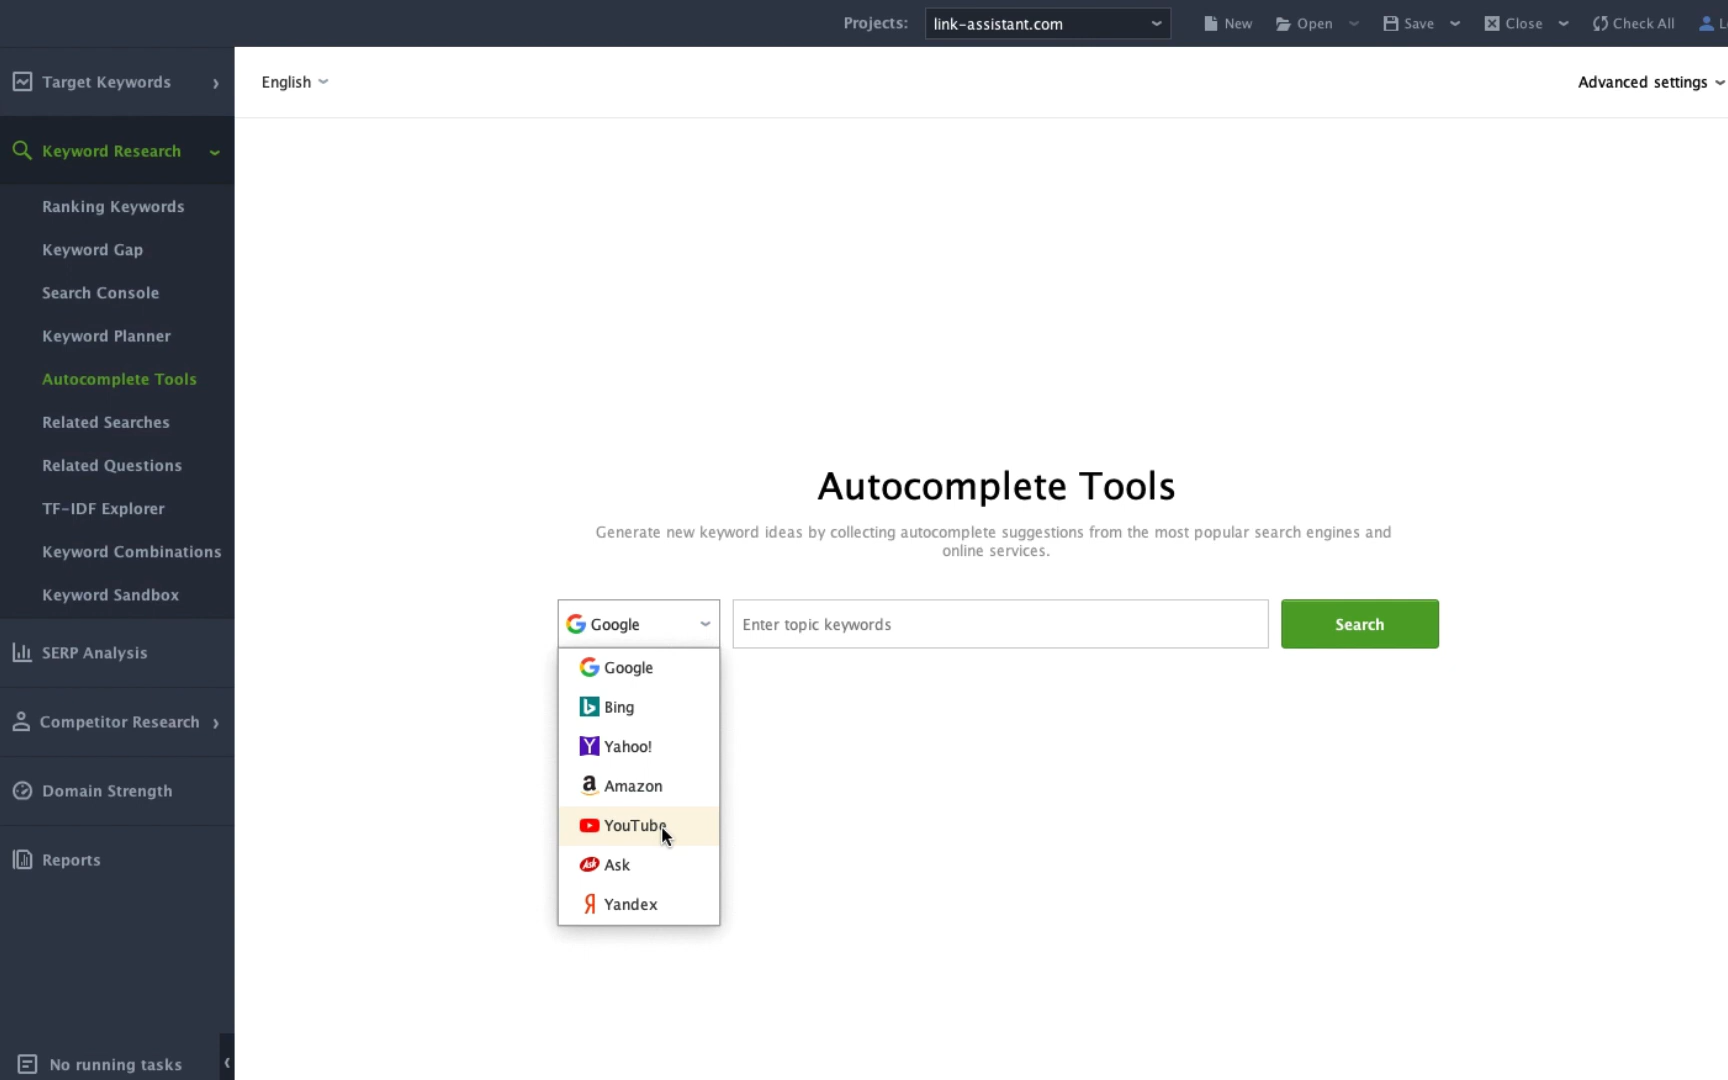 Projects:
link-assistant.com
New
Open
Save
Close
Check All
Target Keywords
English
Advanced settings
Keyword Research
Ranking Keywords
Keyword Gap
Search Console
Keyword Planner
Autocomplete Tools
Related Searches
Related Questions
TF-IDF Explorer
Keyword Combinations
Keyword Sandbox
SERP Analysis
Competitor Research
Domain Strength
Reports
No running tasks
Autocomplete Tools
Generate new keyword ideas by collecting autocomplete suggestions from the most popular search engines and
online services.
Google
Enter topic keywords
Search
Google
Bing
Yahoo!
Amazon
YouTube
Ask
Yandex